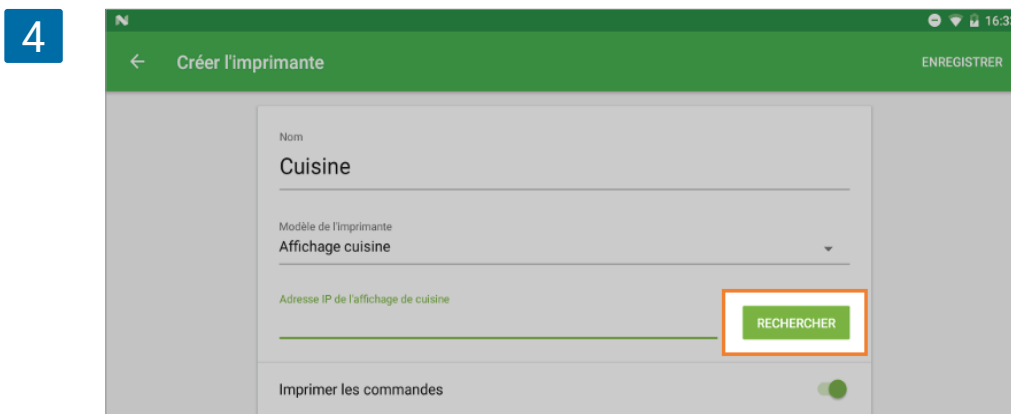 4
16:33
Créer l'imprimante
ENREGISTRER
Nom
Cuisine
Modèle de l'imprimante
Affichage cuisine
Adresse IP de l'affichage de cuisine
RECHERCHER
Imprimer les commandes